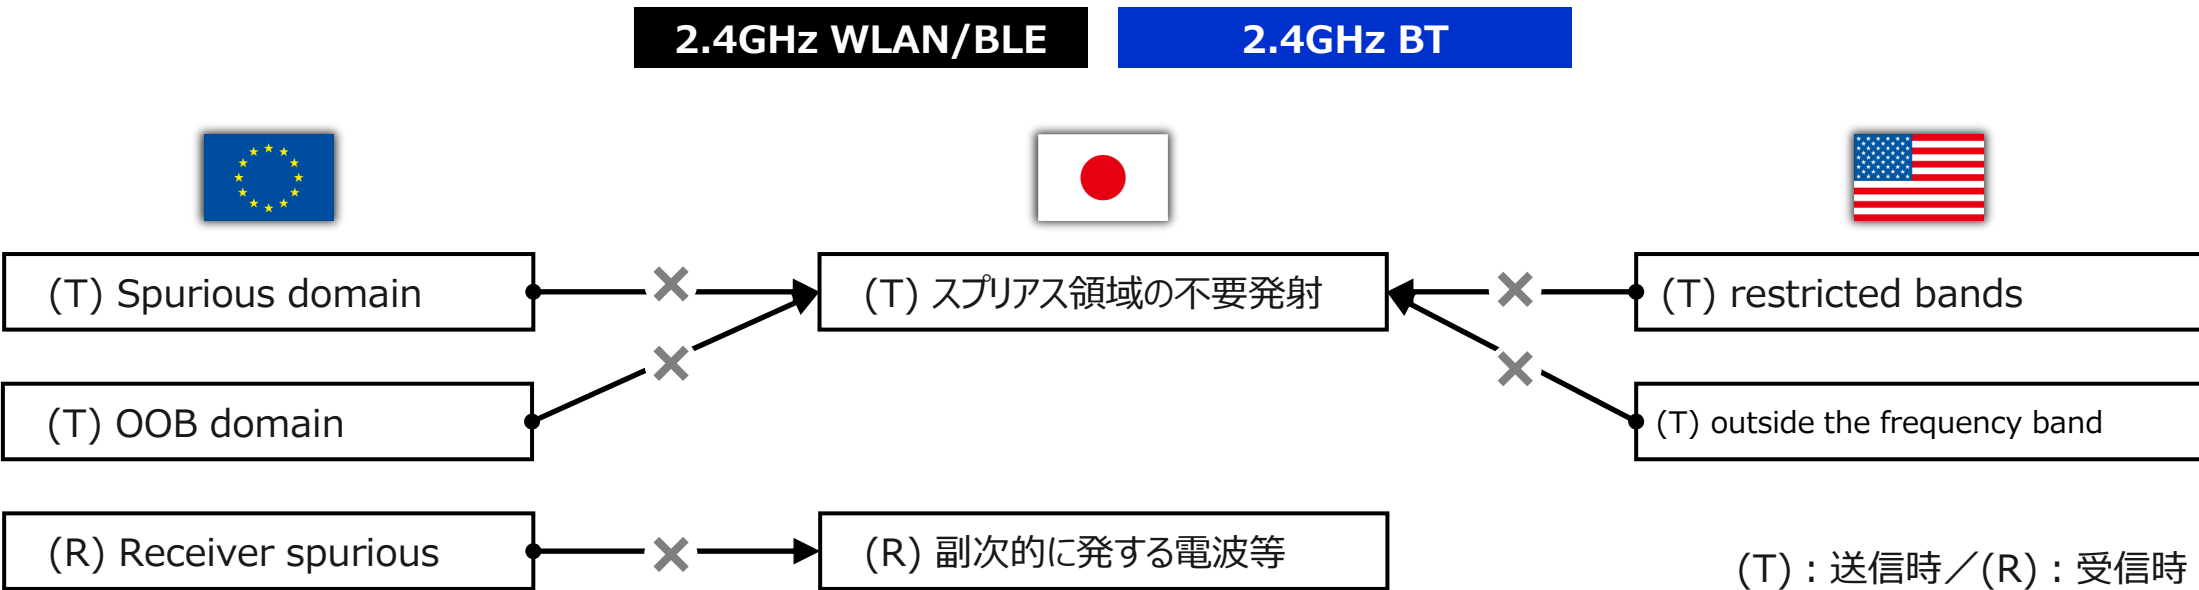 2.4GHz WLAN/BLE
2.4GHz BT
(T) Spurious domain
(T) スプリアス領域の不要発射
(T) restricted bands
(T) OOB domain
(T) outside the frequency band
(R) Receiver spurious
(R) 副次的に発する電波等
(T)：送信時／(R)：受信時